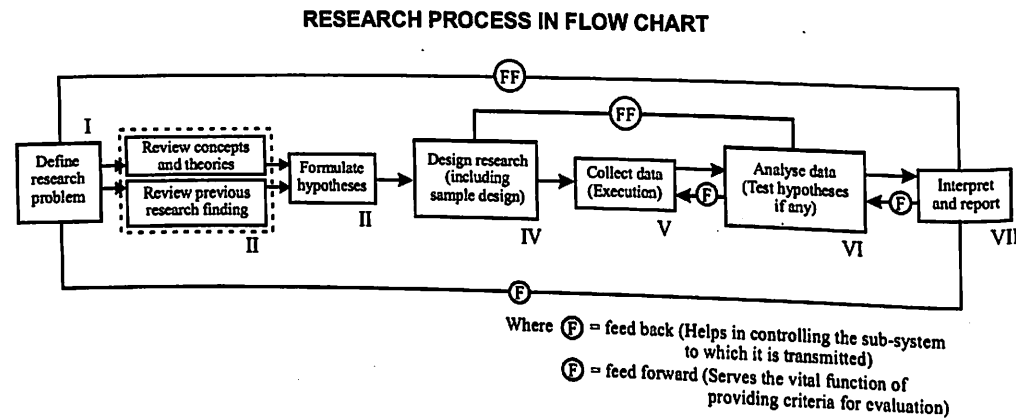 RESEARCH PROCESS IN FLOW CHART
FF
FF
I
Define
research
problem
Review concepts
and theories
Review previous
research finding
II
Formulate
hypotheses
II
Design research
(including
sample design)
IV
Collect data
(Execution)
V
F
Analyse data
(Test hypotheses
if any)
VI
F
Interpret
and report
VII
F
Where F = feed back (Helps in controlling the sub-system
to which it is transmitted)
F = feed forward (Serves the vital function of
providing criteria for evaluation)